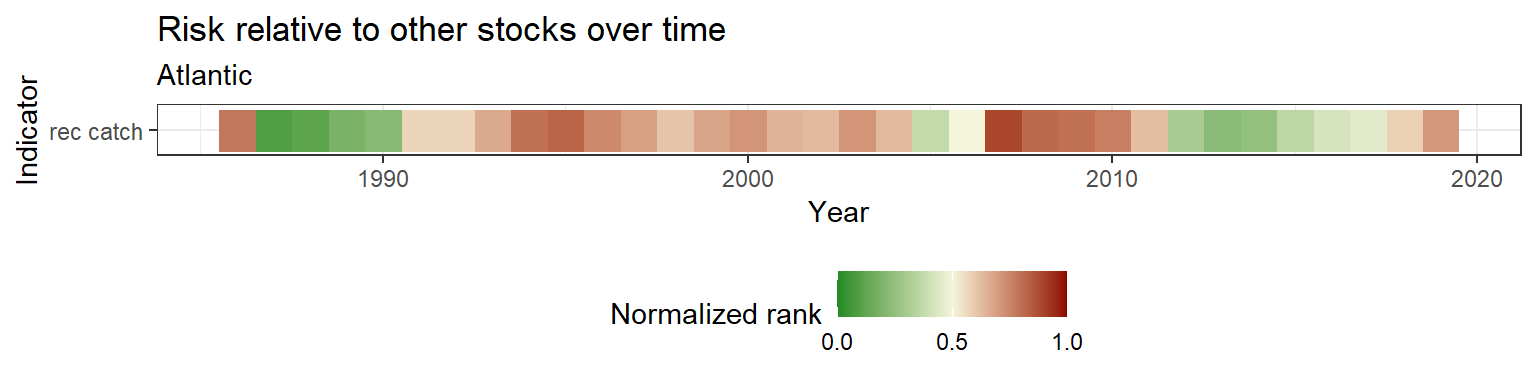 Risk relative to other stocks over time
Atlantic
Indicator
rec catch
1990 2000 2010 2020
Year
Normalized rank
0.0 0.5 1.0